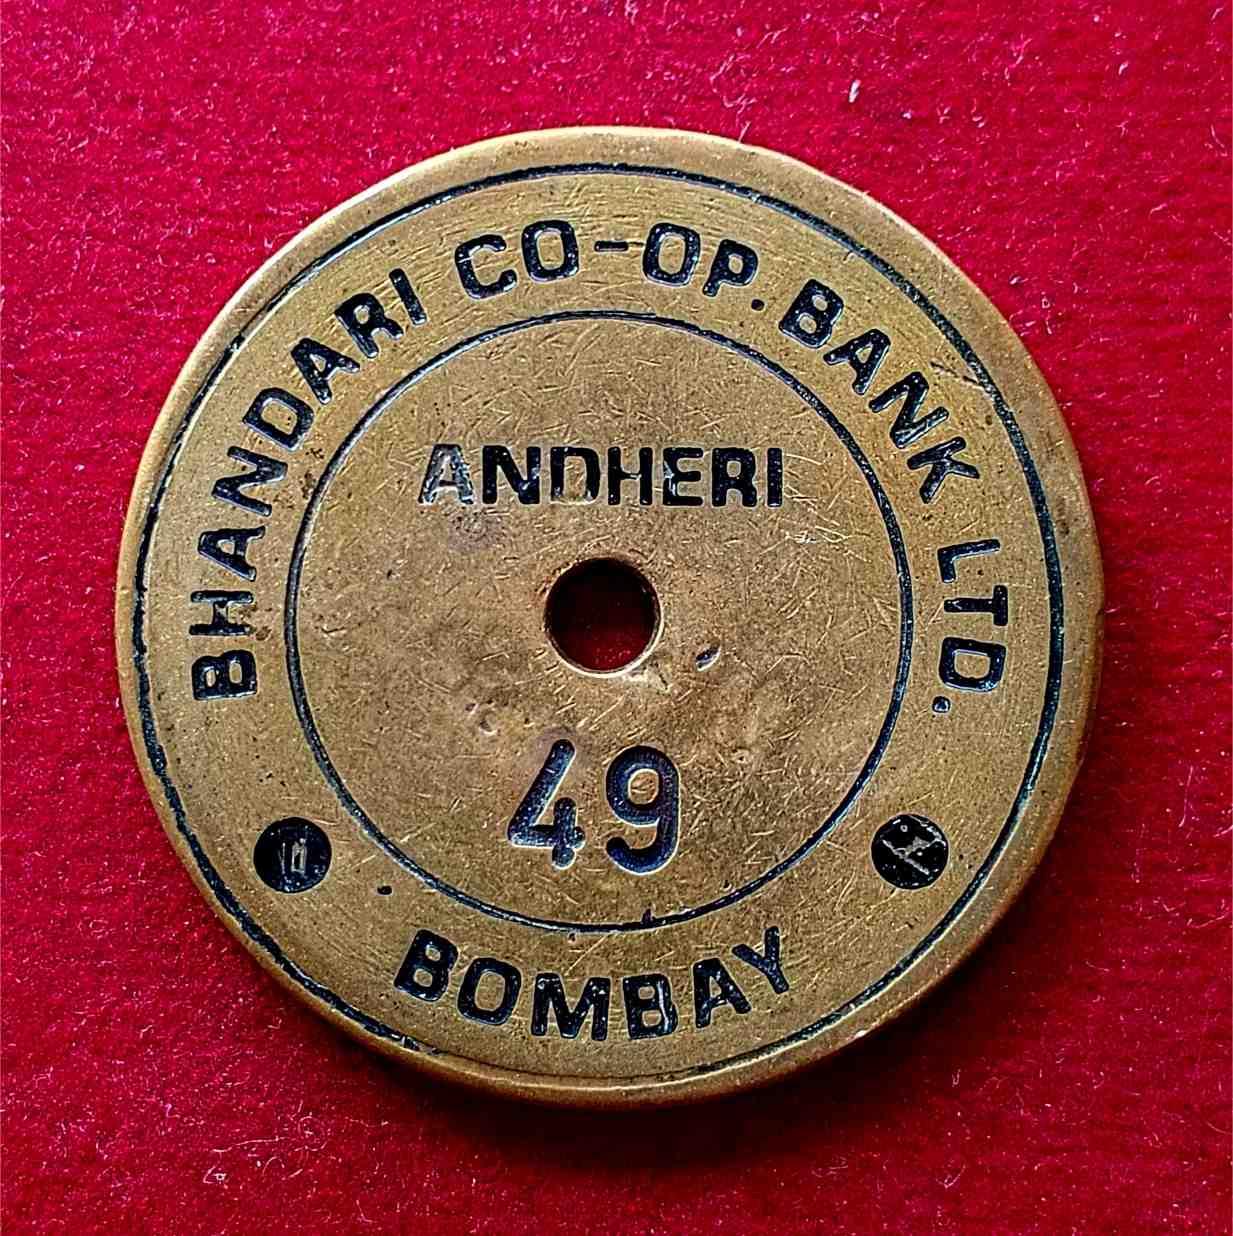 BHANDARI CO-OP. BANK LTD.
ANDHERI
49
BOMBAY